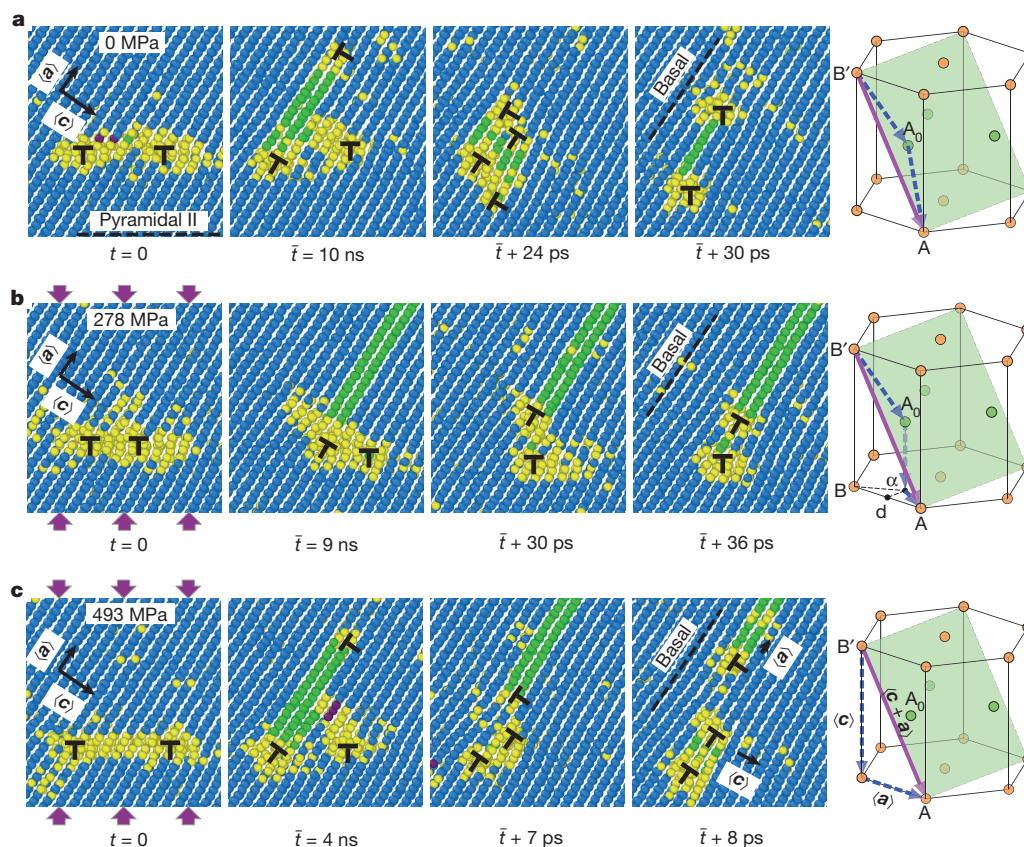 a
0 MPa
⟨a⟩
⟨c⟩
Pyramidal II
Basal
t = 0
t̄ = 10 ns
t̄ + 24 ps
t̄ + 30 ps
B′
A₀
A
b
278 MPa
⟨a⟩
⟨c⟩
Basal
t = 0
t̄ = 9 ns
t̄ + 30 ps
t̄ + 36 ps
B′
A₀
B
α
d
A
c
493 MPa
⟨a⟩
⟨c⟩
Basal
⟨a⟩
⟨c⟩
t = 0
t̄ = 4 ns
t̄ + 7 ps
t̄ + 8 ps
B′
A₀
⟨c + a⟩
⟨c⟩
⟨a⟩
A